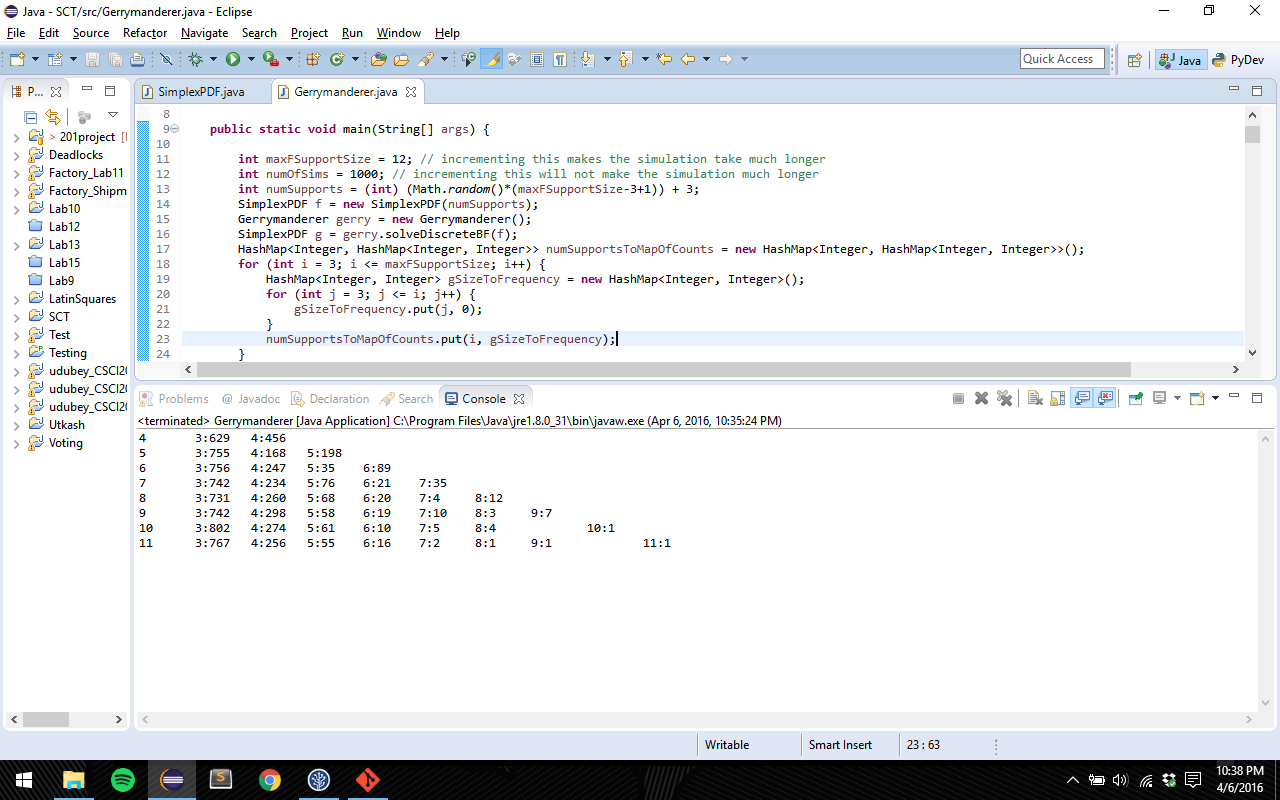 Java - SCT/src/Gerrymanderer.java - Eclipse
File Edit Source Refactor Navigate Search Project Run Window Help
Quick Access Java PyDev
P... SimplexPDF.java Gerrymanderer.java
> 201project [
Deadlocks
Factory_Lab11
Factory_Shipm
Lab10
Lab12
Lab13
Lab15
Lab9
LatinSquares
SCT
Test
Testing
udubey_CSCI20
udubey_CSCI20
udubey_CSCI20
Utkash
Voting
8
9 public static void main(String[] args) {
10
11 int maxFSupportSize = 12; // incrementing this makes the simulation take much longer
12 int numOfSims = 1000; // incrementing this will not make the simulation much longer
13 int numSupports = (int) (Math.random()*(maxFSupportSize-3+1)) + 3;
14 SimplexPDF f = new SimplexPDF(numSupports);
15 Gerrymanderer gerry = new Gerrymanderer();
16 SimplexPDF g = gerry.solveDiscreteBF(f);
17 HashMap<Integer, HashMap<Integer, Integer>> numSupportsToMapOfCounts = new HashMap<Integer, HashMap<Integer, Integer>>();
18 for (int i = 3; i <= maxFSupportSize; i++) {
19 HashMap<Integer, Integer> gSizeToFrequency = new HashMap<Integer, Integer>();
20 for (int j = 3; j <= i; j++) {
21 gSizeToFrequency.put(j, 0);
22 }
23 numSupportsToMapOfCounts.put(i, gSizeToFrequency);
24 }
Problems @ Javadoc Declaration Search Console
<terminated> Gerrymanderer [Java Application] C:\Program Files\Java\jre1.8.0_31\bin\javaw.exe (Apr 6, 2016, 10:35:24 PM)
4 3:629 4:456
5 3:755 4:168 5:198
6 3:756 4:247 5:35 6:89
7 3:742 4:234 5:76 6:21 7:35
8 3:731 4:260 5:68 6:20 7:4 8:12
9 3:742 4:298 5:58 6:19 7:10 8:3 9:7
10 3:802 4:274 5:61 6:10 7:5 8:4 10:1
11 3:767 4:256 5:55 6:16 7:2 8:1 9:1 11:1
Writable Smart Insert 23 : 63
10:38 PM
4/6/2016